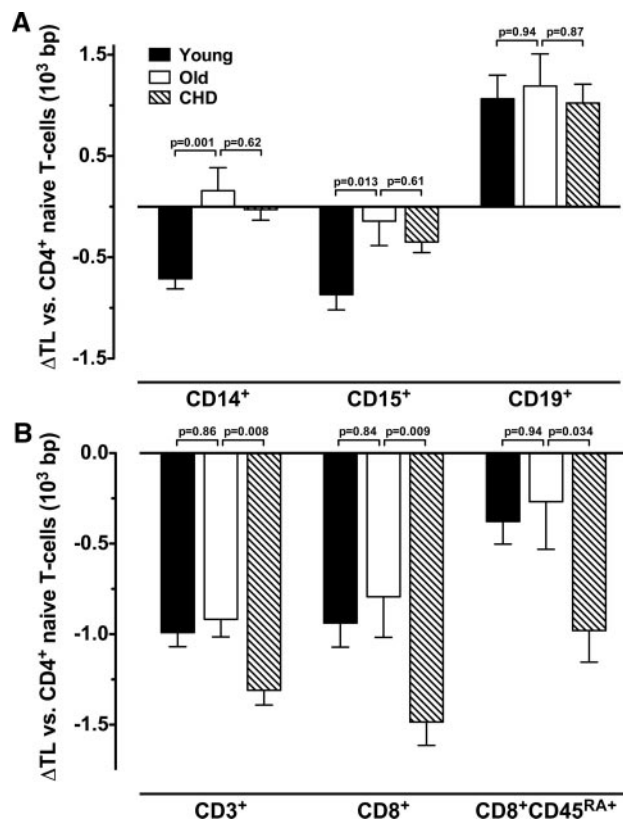 A
ΔTL vs. CD4⁺ naive T-cells (10³ bp)
1.5
0.5
-0.5
-1.5
Young
Old
CHD
p=0.001
p=0.62
p=0.013
p=0.61
p=0.94
p=0.87
CD14⁺
CD15⁺
CD19⁺
B
ΔTL vs. CD4⁺ naive T-cells (10³ bp)
0.0
-0.5
-1.0
-1.5
p=0.86
p=0.008
p=0.84
p=0.009
p=0.94
p=0.034
CD3⁺
CD8⁺
CD8⁺CD45ᴿᴬ⁺